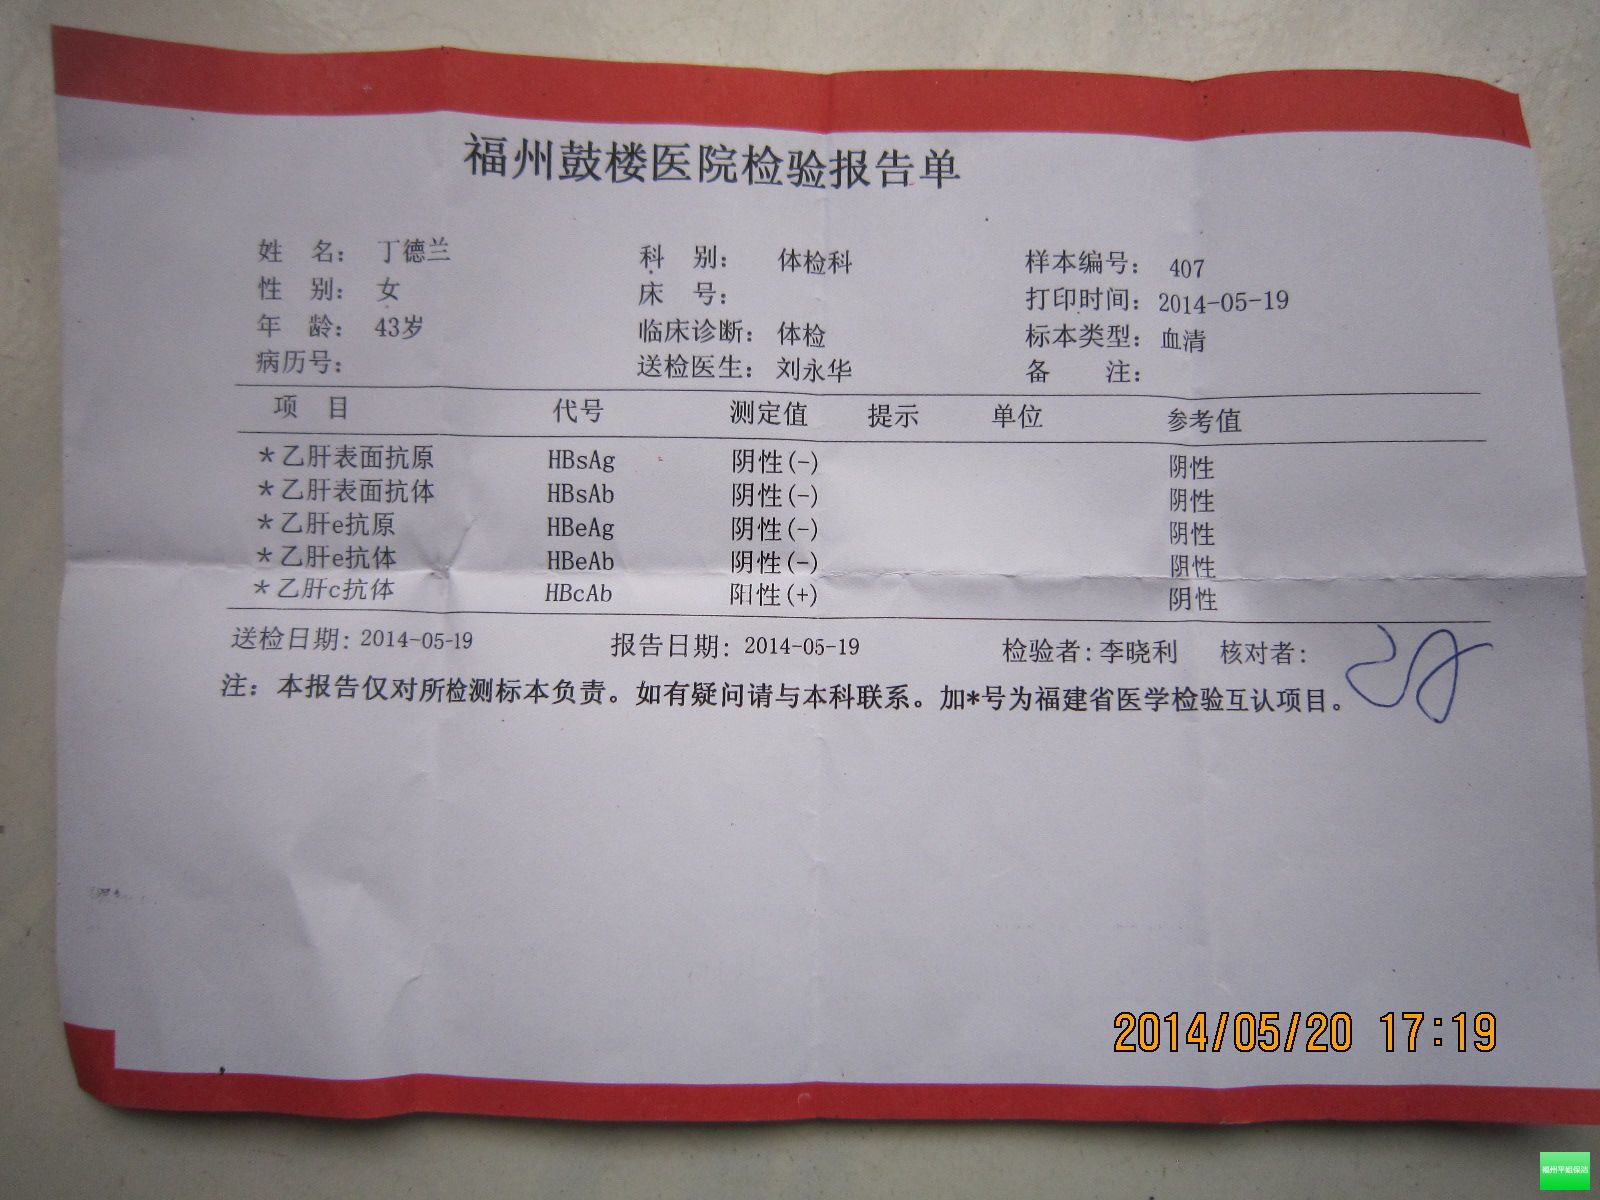 福州鼓楼医院检验报告单
姓 名： 丁德兰 科 别： 体检科 样本编号： 407
性 别： 女 床 号： 打印时间： 2014-05-19
年 龄： 43岁 临床诊断： 体检 标本类型： 血清
病历号： 送检医生： 刘永华 备 注：
项 目 代号 测定值 提示 单位 参考值
*乙肝表面抗原 HBsAg 阴性(-) 阴性
*乙肝表面抗体 HBsAb 阴性(-) 阴性
*乙肝e抗原 HBeAg 阴性(-) 阴性
*乙肝e抗体 HBeAb 阴性(-) 阴性
*乙肝c抗体 HBcAb 阳性(+) 阴性
送检日期: 2014-05-19 报告日期: 2014-05-19 检验者: 李晓利 核对者:
注：本报告仅对所检测标本负责。如有疑问请与本科联系。加*号为福建省医学检验互认项目。
2014/05/20 17:19
福州平姐保洁